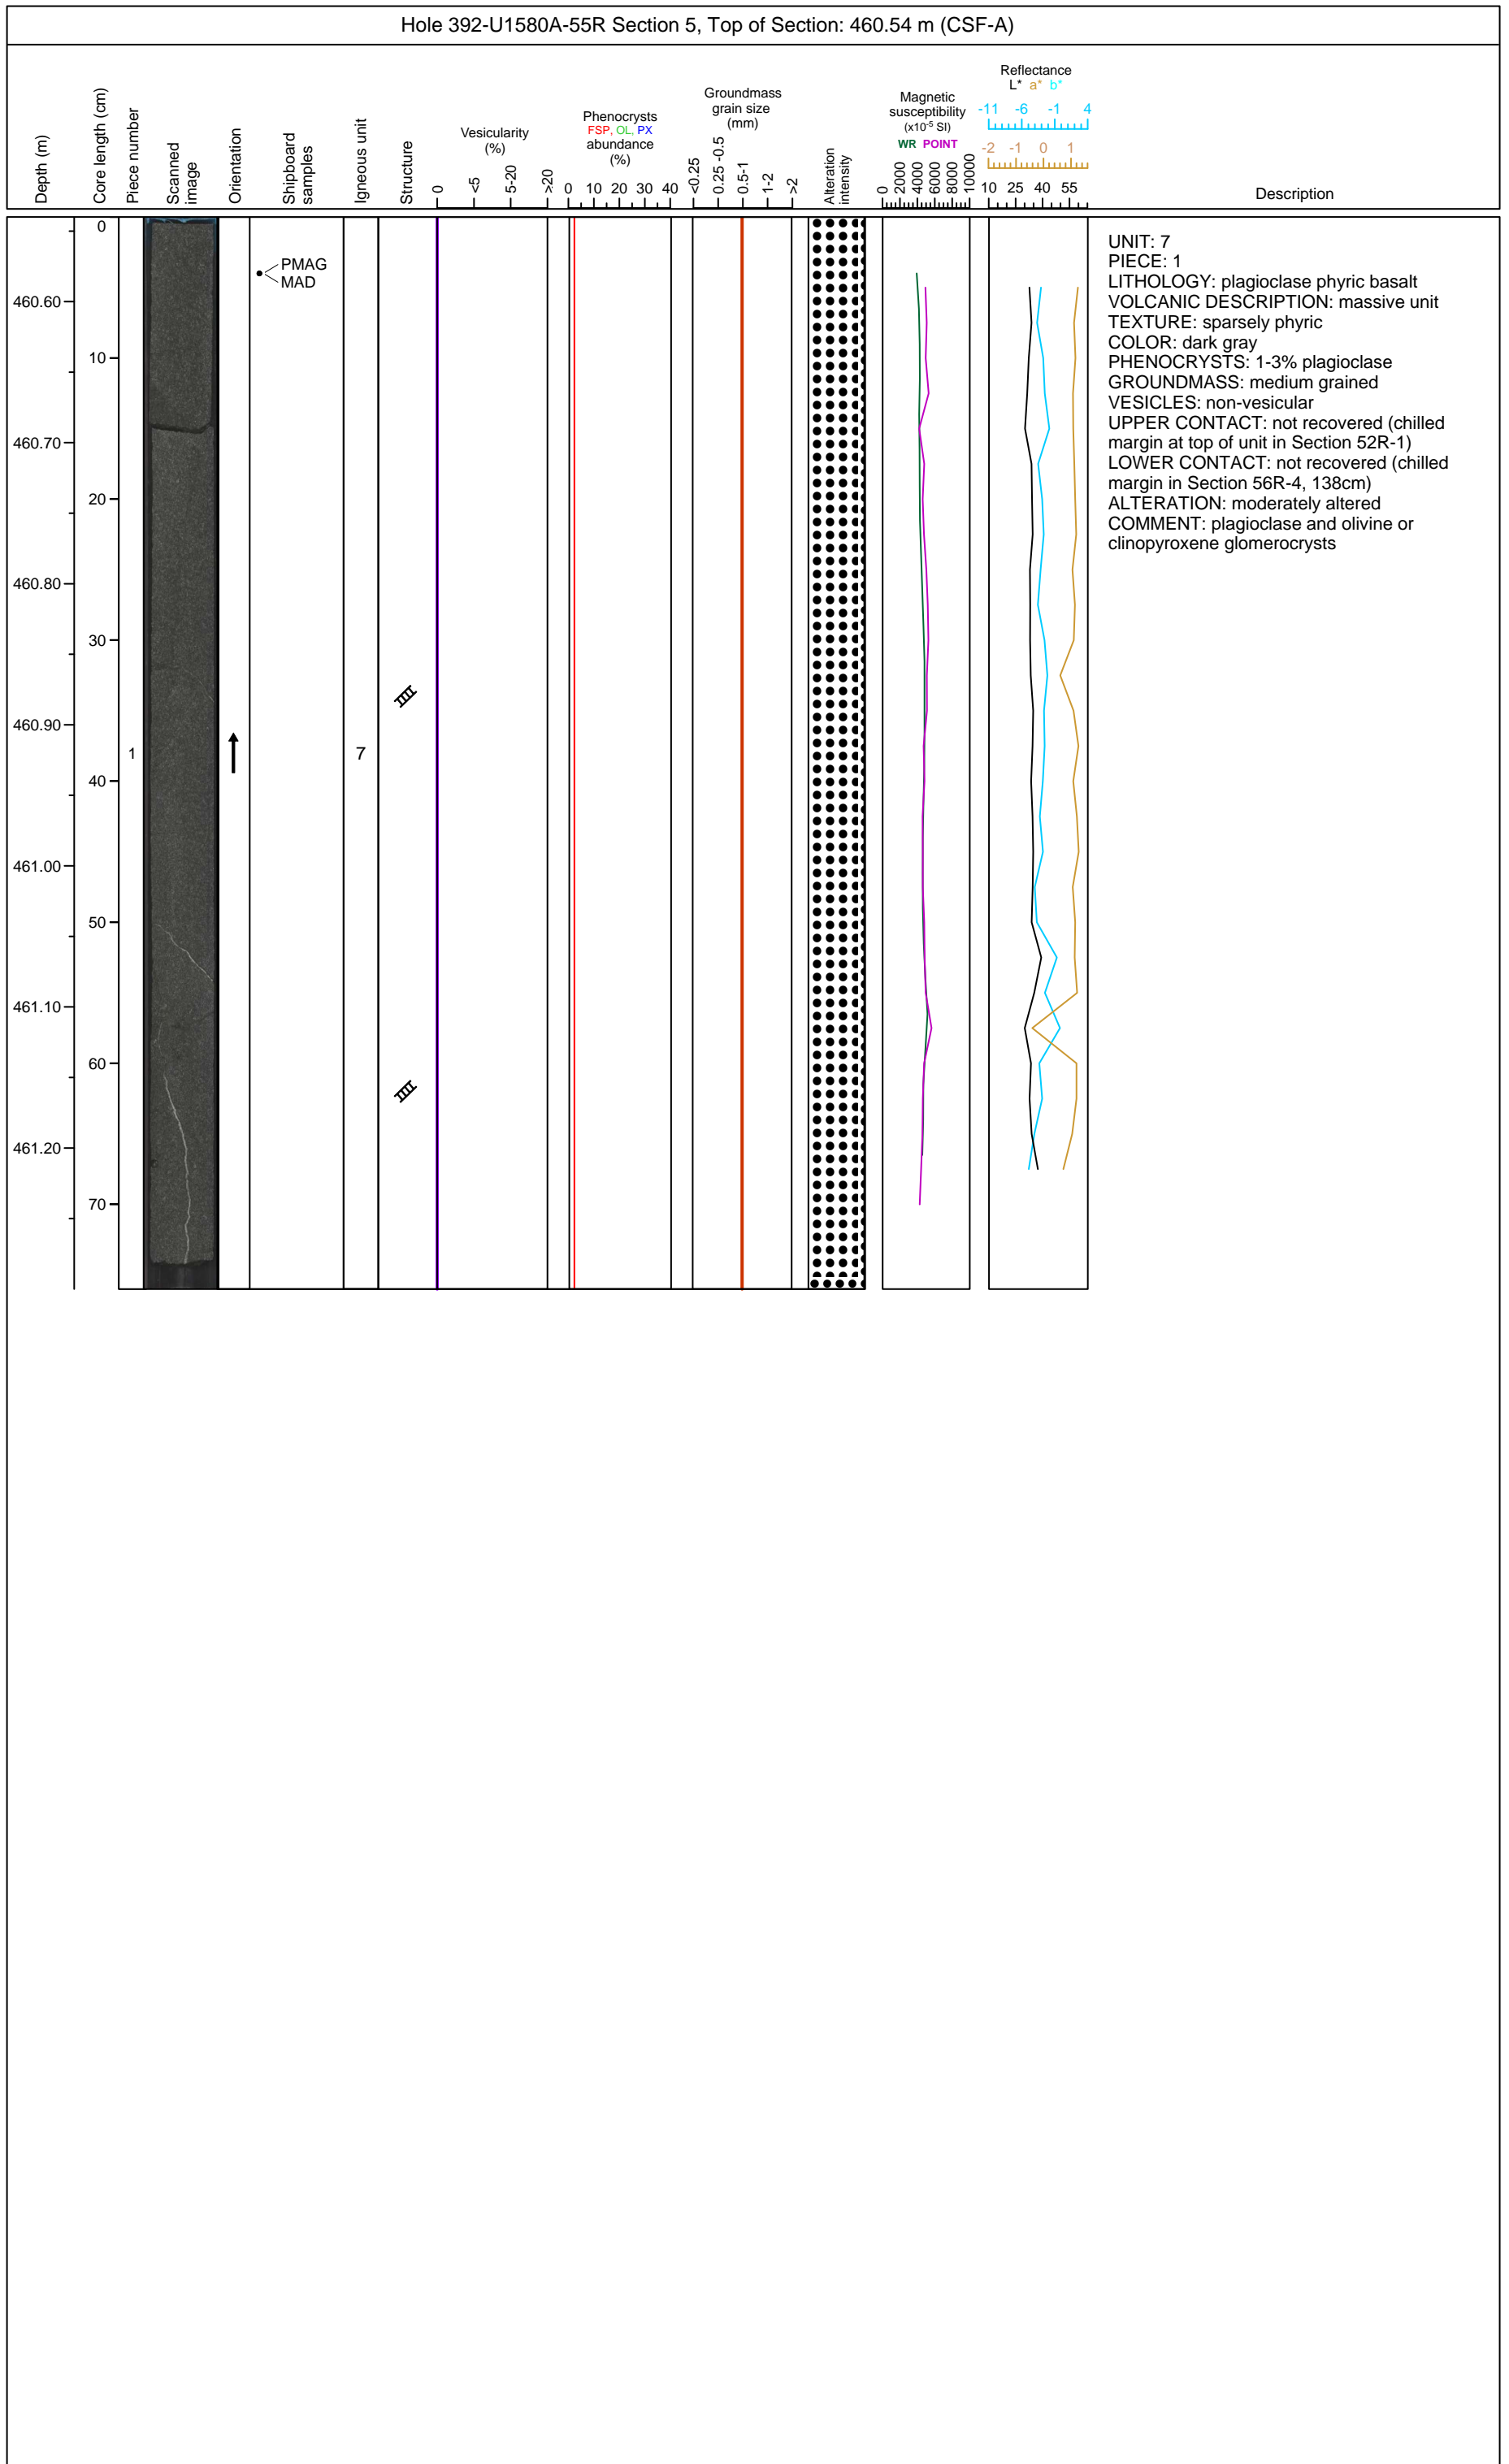 Hole 392-U1580A-55R Section 5, Top of Section: 460.54 m (CSF-A)
Depth (m)
Core length (cm)
Piece number
Scanned
image
Orientation
Shipboard
samples
Igneous unit
Structure
Vesicularity
(%)
0
<5
5-20
>20
Phenocrysts
FSP, OL, PX
abundance
(%)
0 10 20 30 40
Groundmass
grain size
(mm)
<0.25
0.25 -0.5
0.5-1
1-2
>2
Alteration
intensity
Magnetic
susceptibility
(x10-5 SI)
WR POINT
0
2000
4000
6000
8000
10000
Reflectance
L* a* b*
-11 -6 -1 4
-2 -1 0 1
10 25 40 55
Description
0
PMAG
MAD
460.60
10
460.70
20
460.80
30
460.90
1
7
40
461.00
50
461.10
60
461.20
70
UNIT: 7
PIECE: 1
LITHOLOGY: plagioclase phyric basalt
VOLCANIC DESCRIPTION: massive unit
TEXTURE: sparsely phyric
COLOR: dark gray
PHENOCRYSTS: 1-3% plagioclase
GROUNDMASS: medium grained
VESICLES: non-vesicular
UPPER CONTACT: not recovered (chilled
margin at top of unit in Section 52R-1)
LOWER CONTACT: not recovered (chilled
margin in Section 56R-4, 138cm)
ALTERATION: moderately altered
COMMENT: plagioclase and olivine or
clinopyroxene glomerocrysts